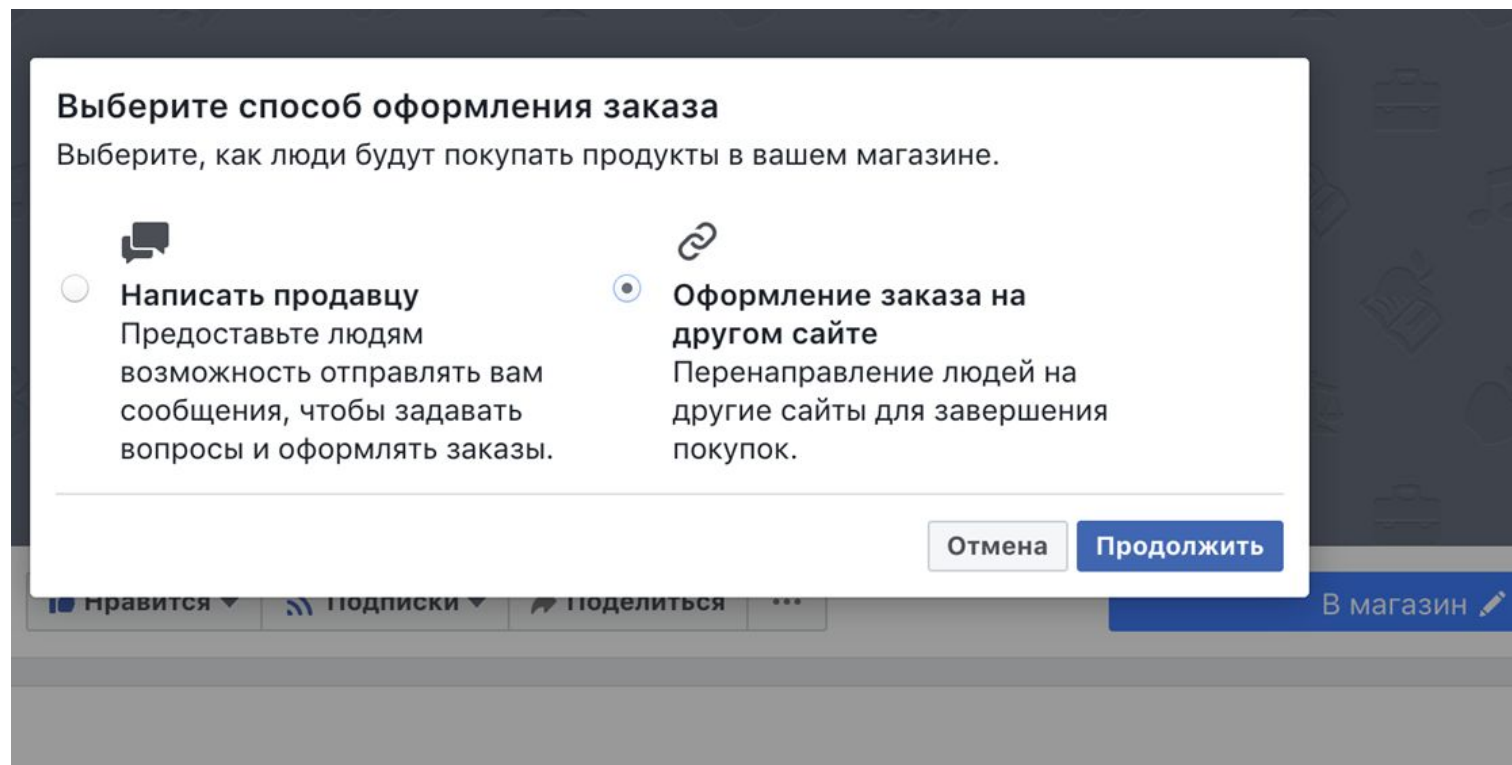 Выберите способ оформления заказа
Выберите, как люди будут покупать продукты в вашем магазине.
Написать продавцу
Предоставьте людям
возможность отправлять вам
сообщения, чтобы задавать
вопросы и оформлять заказы.
Оформление заказа на
другом сайте
Перенаправление людей на
другие сайты для завершения
покупок.
Отмена
Продолжить
Нравится
Подписки
Поделиться
В магазин